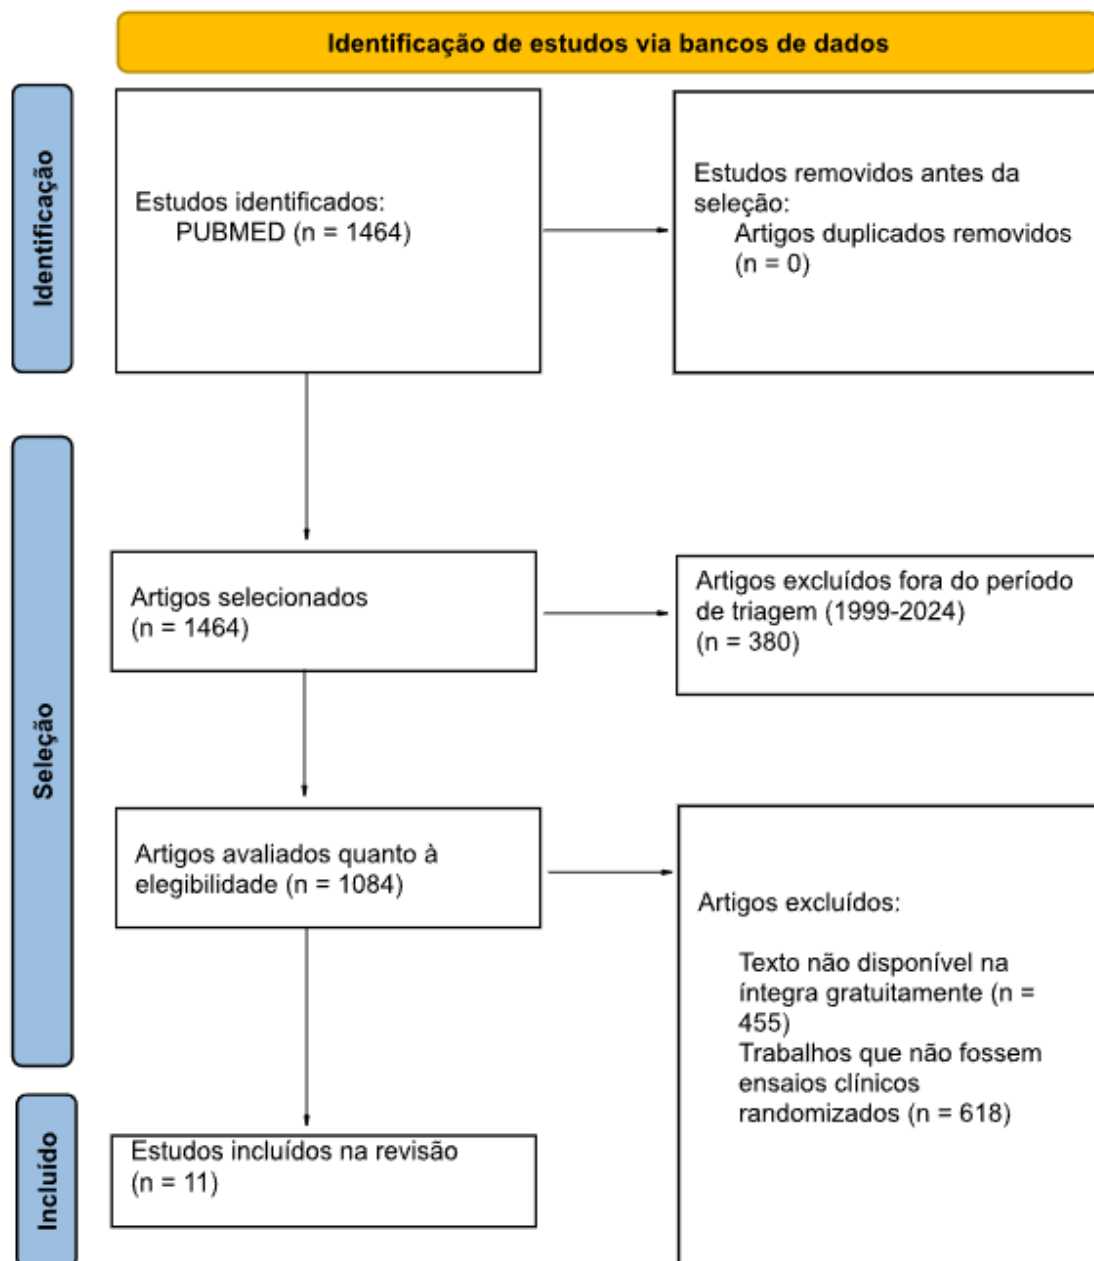 Identificação de estudos via bancos de dados
Identificação
Estudos identificados:
PUBMED (n = 1464)
Estudos removidos antes da
seleção:
Artigos duplicados removidos
(n = 0)
Seleção
Artigos selecionados
(n = 1464)
Artigos excluídos fora do período
de triagem (1999-2024)
(n = 380)
Artigos avaliados quanto à
elegibilidade (n = 1084)
Artigos excluídos:
Texto não disponível na
íntegra gratuitamente (n =
455)
Trabalhos que não fossem
ensaios clínicos
randomizados (n = 618)
Incluído
Estudos incluídos na revisão
(n = 11)